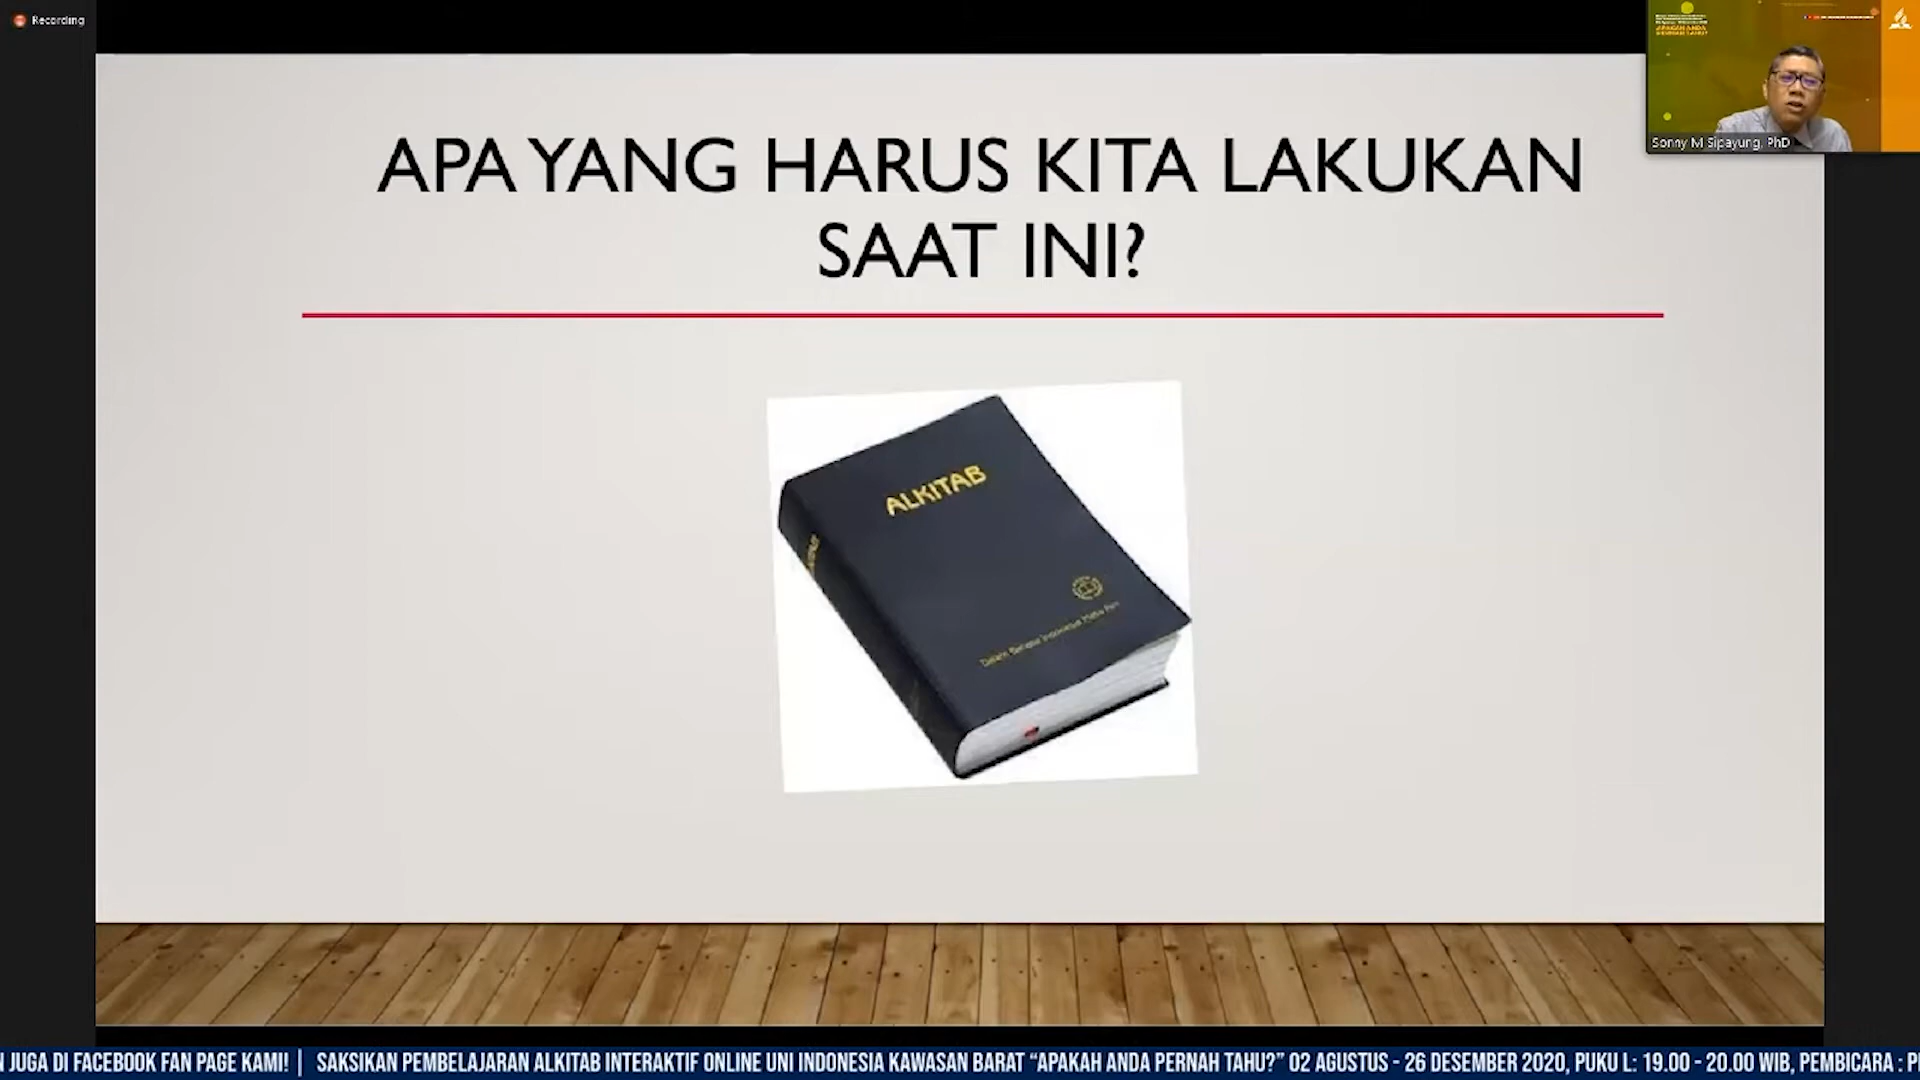 Recording
APA YANG HARUS KITA LAKUKAN
SAAT INI?
ALKITAB
Sonny M Sipayung, PhD
N JUGA DI FACEBOOK FAN PAGE KAMI! | SAKSIKAN PEMBELAJARAN ALKITAB INTERAKTIF ONLINE UNI INDONESIA KAWASAN BARAT “APAKAH ANDA PERNAH TAHU?” 02 AGUSTUS - 26 DESEMBER 2020, PUKU L: 19.00 - 20.00 WIB, PEMBICARA : P